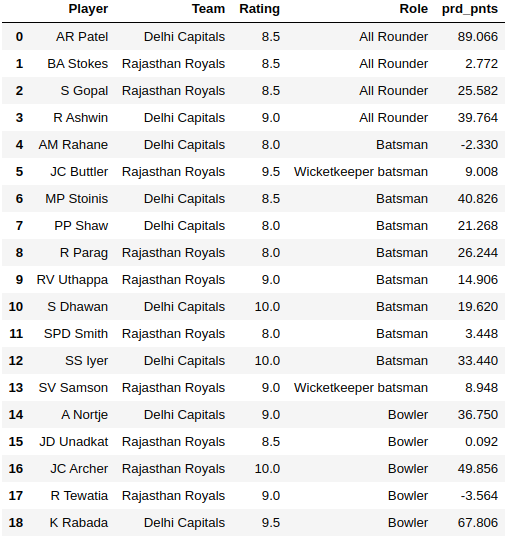 Player Team Rating Role prd_pnts
0 AR Patel Delhi Capitals 8.5 All Rounder 89.066
1 BA Stokes Rajasthan Royals 8.5 All Rounder 2.772
2 S Gopal Rajasthan Royals 8.5 All Rounder 25.582
3 R Ashwin Delhi Capitals 9.0 All Rounder 39.764
4 AM Rahane Delhi Capitals 8.0 Batsman -2.330
5 JC Buttler Rajasthan Royals 9.5 Wicketkeeper batsman 9.008
6 MP Stoinis Delhi Capitals 8.5 Batsman 40.826
7 PP Shaw Delhi Capitals 8.0 Batsman 21.268
8 R Parag Rajasthan Royals 8.0 Batsman 26.244
9 RV Uthappa Rajasthan Royals 9.0 Batsman 14.906
10 S Dhawan Delhi Capitals 10.0 Batsman 19.620
11 SPD Smith Rajasthan Royals 8.0 Batsman 3.448
12 SS Iyer Delhi Capitals 10.0 Batsman 33.440
13 SV Samson Rajasthan Royals 9.0 Wicketkeeper batsman 8.948
14 A Nortje Delhi Capitals 9.0 Bowler 36.750
15 JD Unadkat Rajasthan Royals 8.5 Bowler 0.092
16 JC Archer Rajasthan Royals 10.0 Bowler 49.856
17 R Tewatia Rajasthan Royals 9.0 Bowler -3.564
18 K Rabada Delhi Capitals 9.5 Bowler 67.806